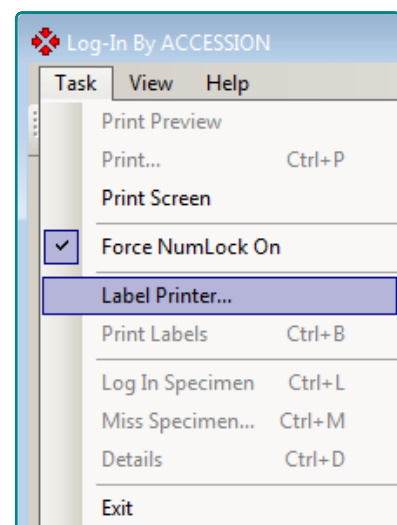 Log-In By ACCESSION
Task View Help
Print Preview
Print... Ctrl+P
Print Screen
Force NumLock On
Label Printer...
Print Labels Ctrl+B
Log In Specimen Ctrl+L
Miss Specimen... Ctrl+M
Details Ctrl+D
Exit